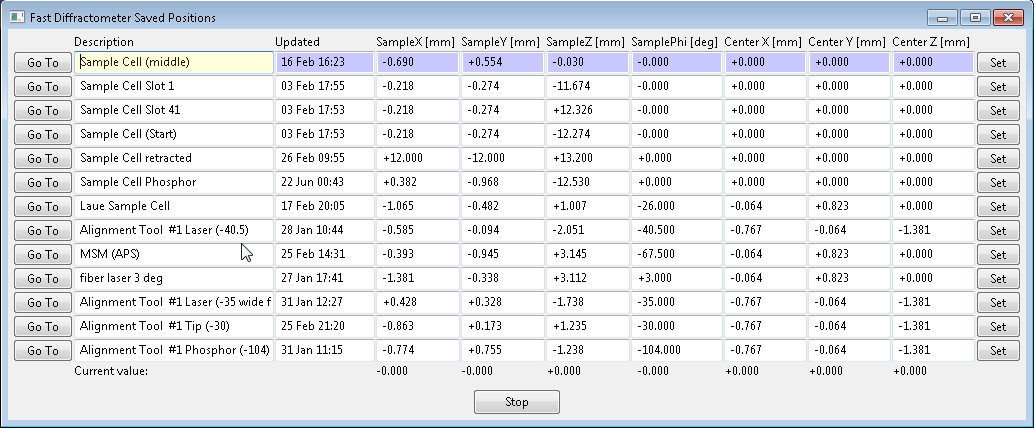 Fast Diffractometer Saved Positions
Description Updated SampleX [mm] SampleY [mm] SampleZ [mm] SamplePhi [deg] Center X [mm] Center Y [mm] Center Z [mm]
Go To Sample Cell (middle) 16 Feb 16:23 -0.690 +0.554 -0.030 -0.000 +0.000 +0.000 +0.000 Set
Go To Sample Cell Slot 1 03 Feb 17:55 -0.218 -0.274 -11.674 -0.000 +0.000 +0.000 +0.000 Set
Go To Sample Cell Slot 41 03 Feb 17:53 -0.218 -0.274 +12.326 -0.000 +0.000 +0.000 +0.000 Set
Go To Sample Cell (Start) 03 Feb 17:53 -0.218 -0.274 -12.274 -0.000 +0.000 +0.000 +0.000 Set
Go To Sample Cell retracted 26 Feb 09:55 +12.000 -12.000 +13.200 +0.000 +0.000 +0.000 +0.000 Set
Go To Sample Cell Phosphor 22 Jun 00:43 +0.382 -0.968 -12.530 +0.000 +0.000 +0.000 +0.000 Set
Go To Laue Sample Cell 17 Feb 20:05 -1.065 -0.482 +1.007 -26.000 -0.064 +0.823 +0.000 Set
Go To Alignment Tool #1 Laser (-40.5) 28 Jan 10:44 -0.585 -0.094 -2.051 -40.500 -0.767 -0.064 -1.381 Set
Go To MSM (APS) 25 Feb 14:31 -0.393 -0.945 +3.145 -67.500 -0.064 +0.823 +0.000 Set
Go To fiber laser 3 deg 27 Jan 17:41 -1.381 -0.338 +3.112 +3.000 -0.064 +0.823 +0.000 Set
Go To Alignment Tool #1 Laser (-35 wide f 31 Jan 12:27 +0.428 +0.328 -1.738 -35.000 -0.767 -0.064 -1.381 Set
Go To Alignment Tool #1 Tip (-30) 25 Feb 21:20 -0.863 +0.173 +1.235 -30.000 -0.767 -0.064 -1.381 Set
Go To Alignment Tool #1 Phosphor (-104) 31 Jan 11:15 -0.774 +0.755 -1.238 -104.000 -0.767 -0.064 -1.381 Set
Current value: -0.000 -0.000 +0.000 -0.000 +0.000 +0.000 +0.000
Stop